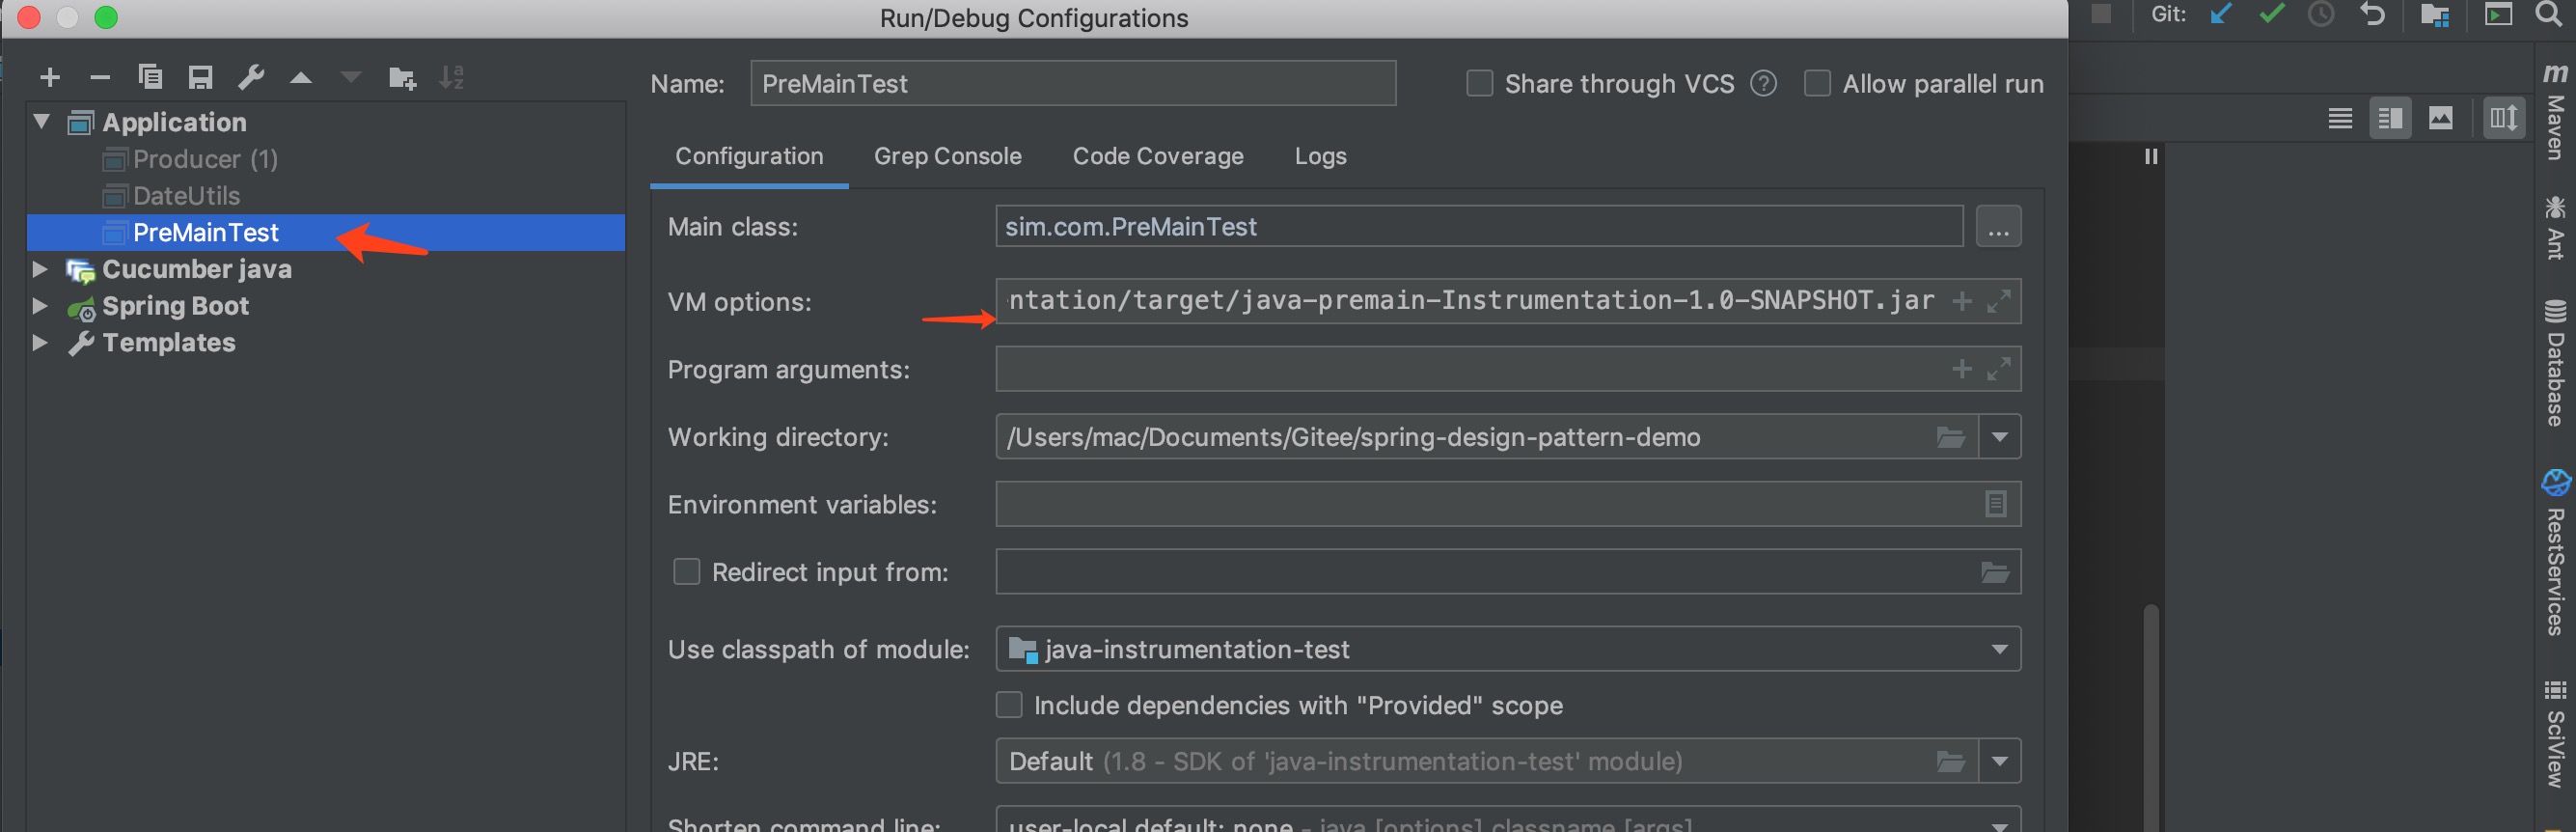 Run/Debug Configurations
Git:
Name:
PreMainTest
Share through VCS ?
Allow parallel run
Application
Producer (1)
DateUtils
PreMainTest
Cucumber java
Spring Boot
Templates
Configuration
Grep Console
Code Coverage
Logs
Main class:
sim.com.PreMainTest
...
VM options:
ntation/target/java-premain-Instrumentation-1.0-SNAPSHOT.jar
Program arguments:
Working directory:
/Users/mac/Documents/Gitee/spring-design-pattern-demo
Environment variables:
Redirect input from:
Use classpath of module:
java-instrumentation-test
Include dependencies with "Provided" scope
JRE:
Default (1.8 - SDK of 'java-instrumentation-test' module)
Shorten command line:
user-local default: none - java [options] classname [args]
m
Maven
Ant
Database
RestServices
SciView